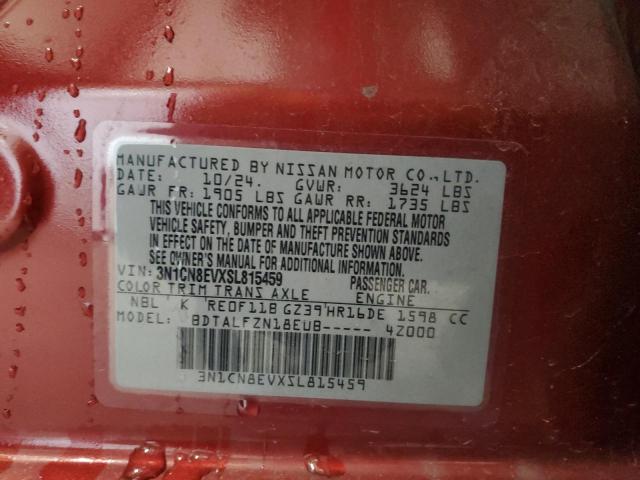 MANUFACTURED BY NISSAN MOTOR CO.,LTD.
DATE: 10/24. GVWR: 3624 LBS
GAWR FR: 1905 LBS GAWR RR: 1735 LBS
THIS VEHICLE CONFORMS TO ALL APPLICABLE FEDERAL MOTOR
VEHICLE SAFETY, BUMPER AND THEFT PREVENTION STANDARDS
IN EFFECT ON THE DATE OF MANUFACTURE SHOWN ABOVE.
SEE OWNER'S MANUAL FOR ADDITIONAL INFORMATION.
VIN: 3N1CN8EVXSL815459 PASSENGER CAR.
COLOR TRIM TRANS AXLE ENGINE
NBL K RE0F11B GZ39 HR16DE 1598 CC
BDTALFZN18EUB----- 4Z000
3N1CN8EVXSL815459